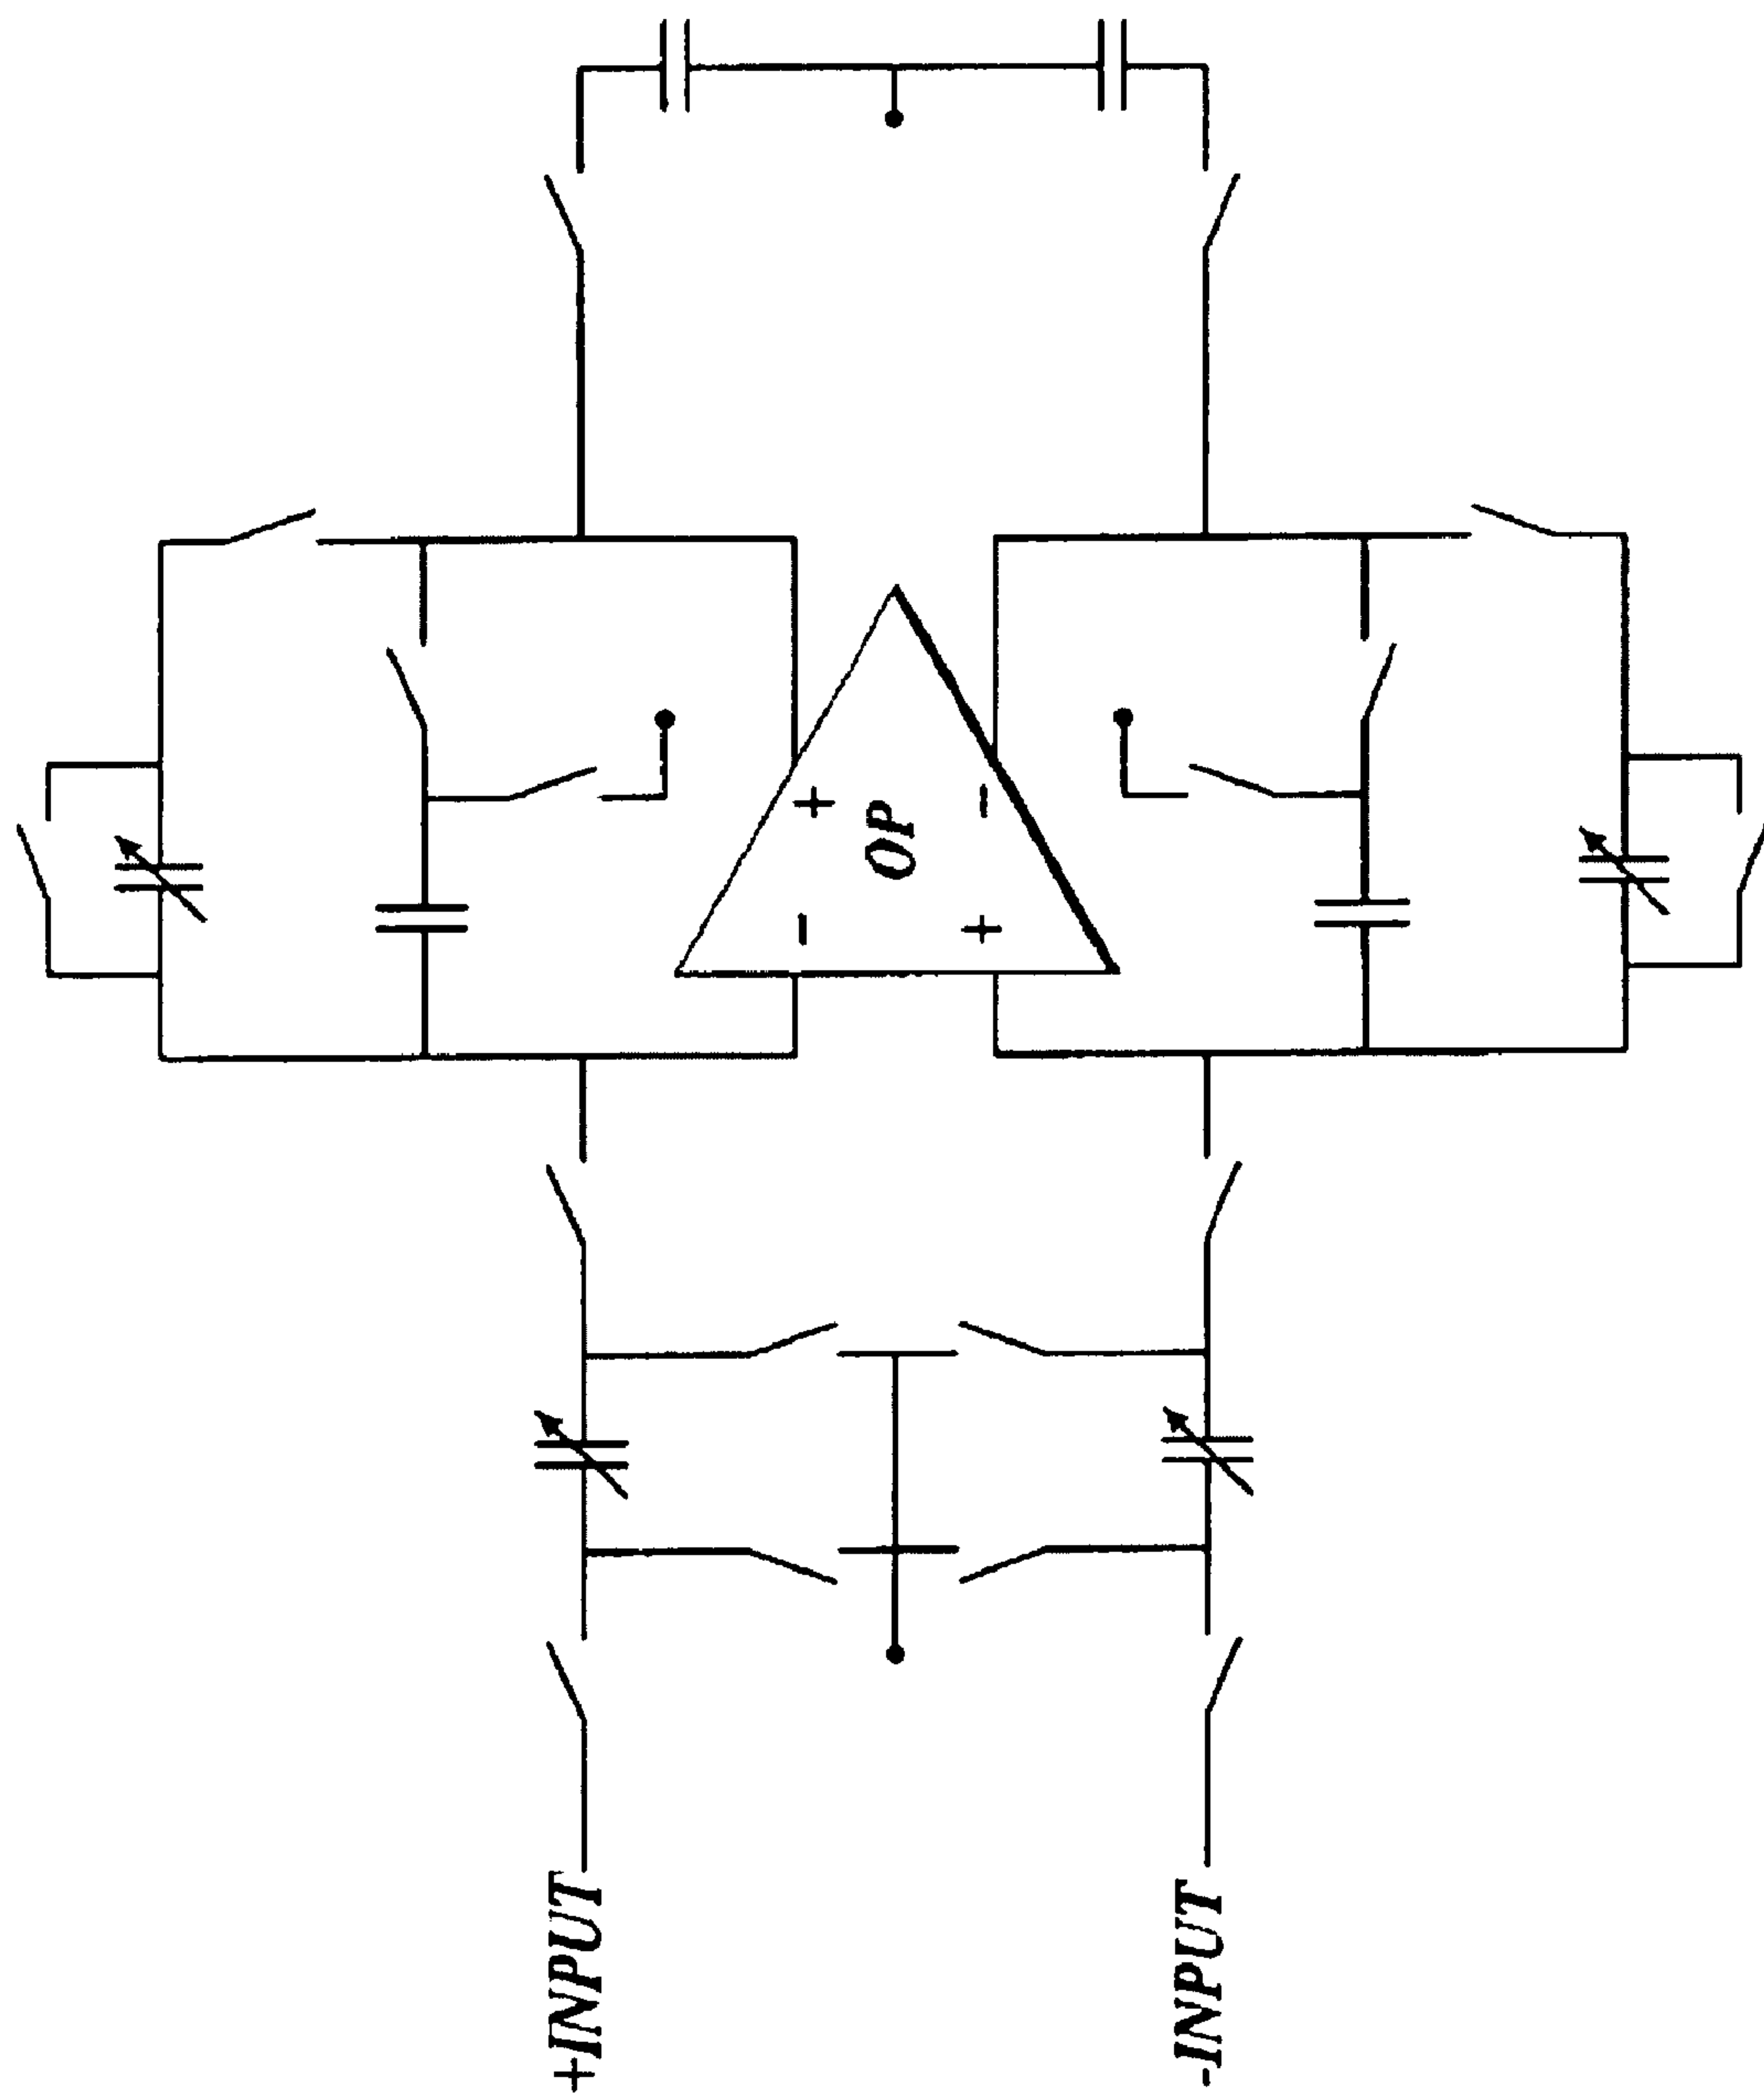 +INPUT
-INPUT
- +
OP
+ -